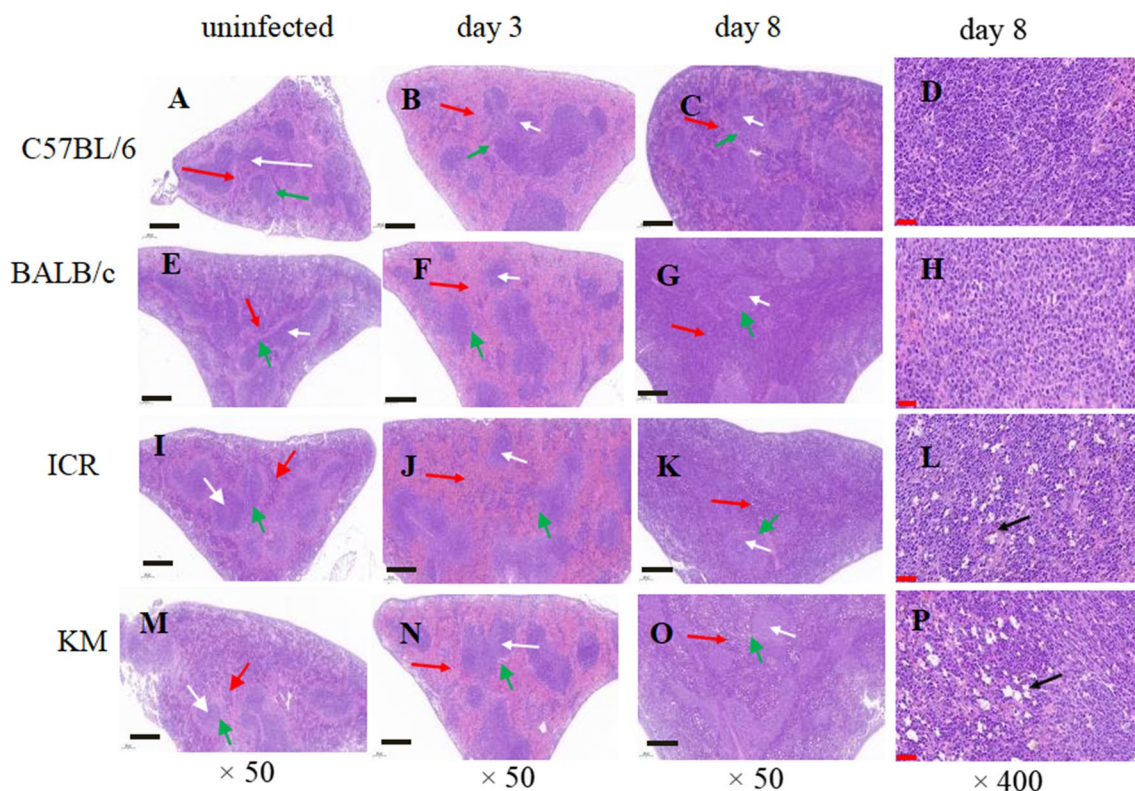 uninfected day 3 day 8 day 8
C57BL/6 A B C D
BALB/c E F G H
ICR I J K L
KM M N O P
× 50 × 50 × 50 × 400